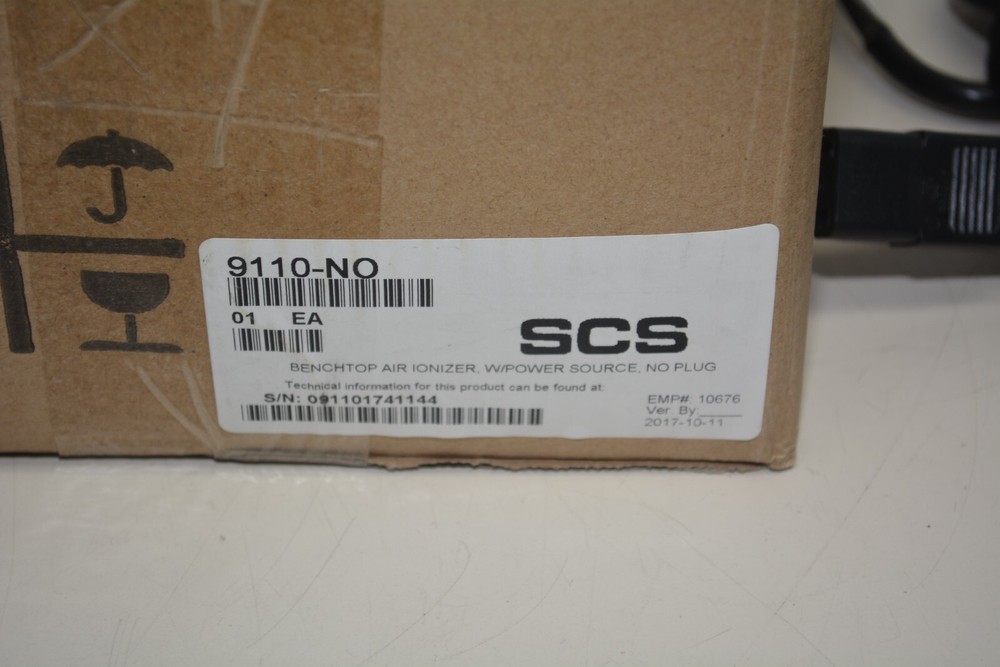 9110-NO
01 EA
SCS
BENCHTOP AIR IONIZER, W/POWER SOURCE, NO PLUG
Technical information for this product can be found at:
S/N: 091101741144
EMP#: 10676
Ver. By______
2017-10-11